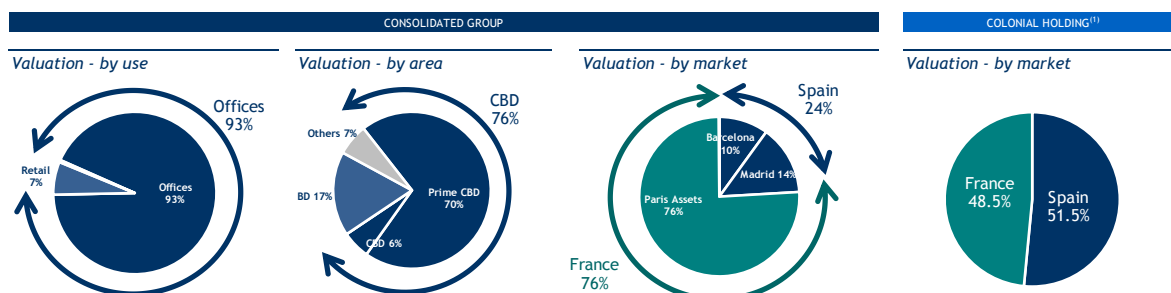 CONSOLIDATED GROUP
COLONIAL HOLDING(1)
Valuation - by use
Valuation - by area
Valuation - by market
Valuation - by market
Offices
93%
Retail
7%
Offices
93%
CBD
76%
Others 7%
BD 17%
Prime CBD
70%
CBD 6%
Spain
24%
Barcelona
10%
Madrid 14%
Paris Assets
76%
France
76%
France
48.5%
Spain
51.5%